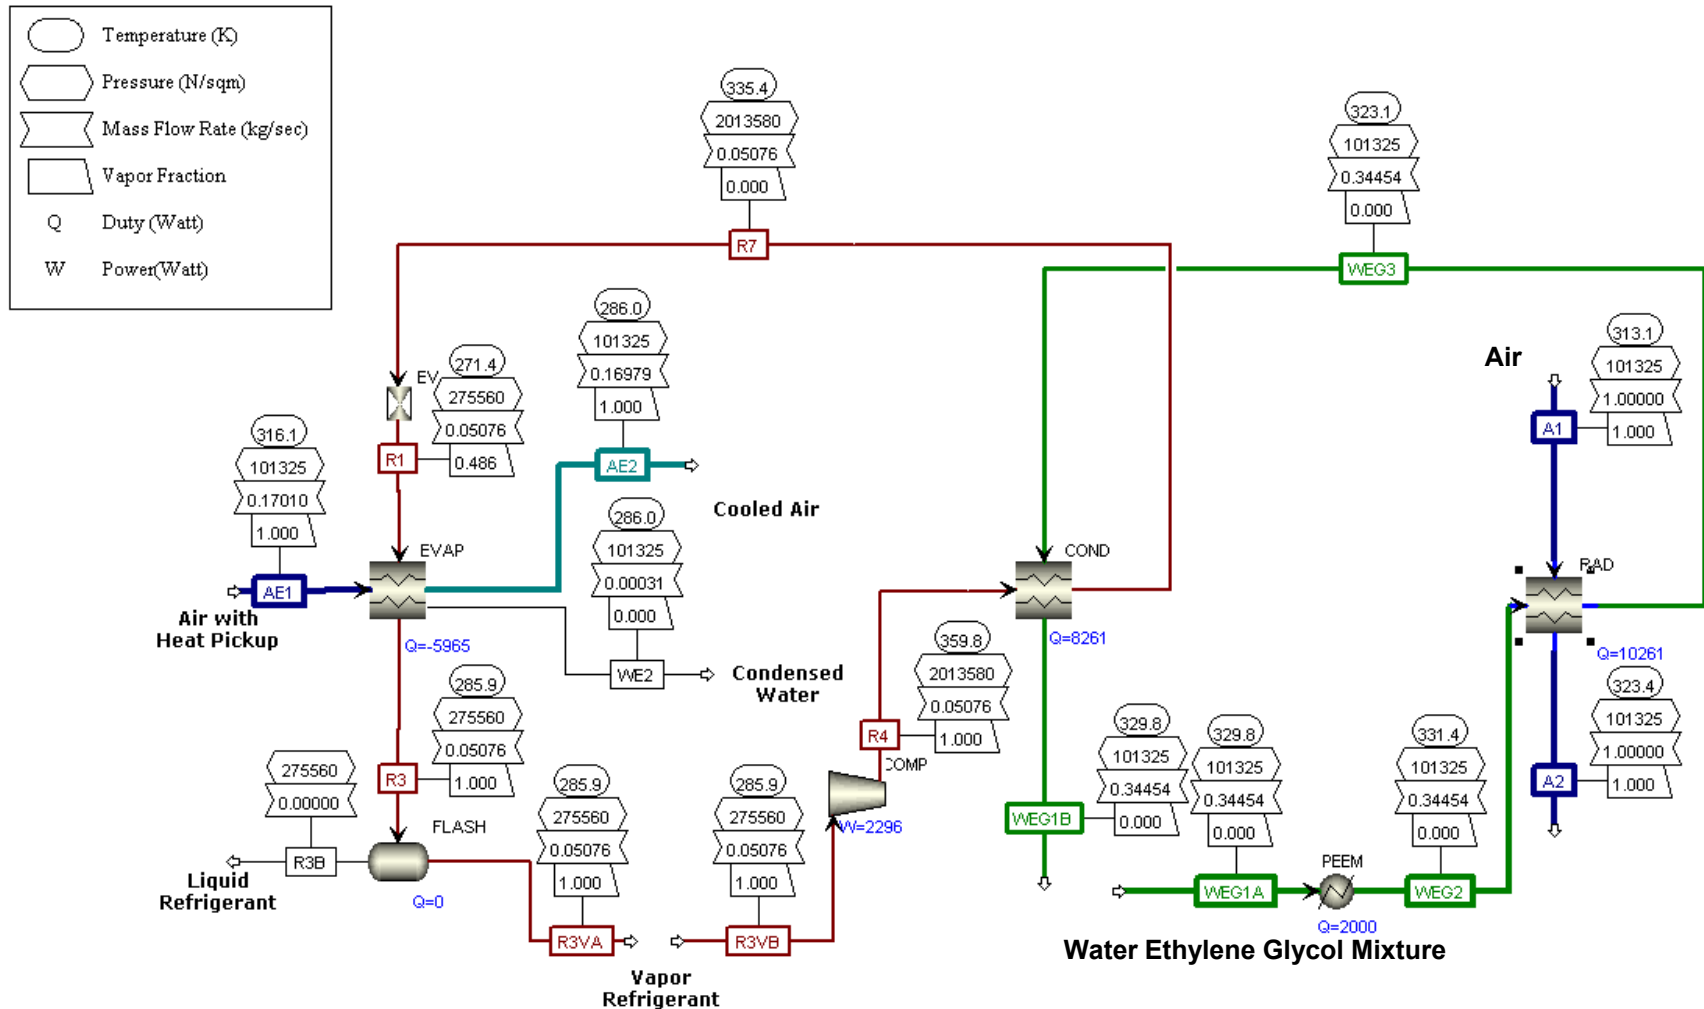 Temperature (K)
Pressure (N/sqm)
Mass Flow Rate (kg/sec)
Vapor Fraction
Q Duty (Watt)
W Power(Watt)
335.4
2013580
0.05076
0.000
R7
323.1
101325
0.34454
0.000
WEG3
EV
271.4
275560
0.05076
0.486
R1
286.0
101325
0.16979
1.000
AE2
Cooled Air
316.1
101325
0.17010
1.000
AE1
Air with
Heat Pickup
EVAP
Q=-5965
286.0
101325
0.00031
0.000
WE2
Condensed
Water
285.9
275560
0.05076
1.000
R3
275560
0.00000
R3B
Liquid
Refrigerant
FLASH
Q=0
285.9
275560
0.05076
1.000
R3VA
Vapor
Refrigerant
285.9
275560
0.05076
1.000
R3VB
COMP
W=2296
359.8
2013580
0.05076
1.000
R4
COND
Q=8261
329.8
101325
0.34454
0.000
WEG1B
329.8
101325
0.34454
0.000
WEG1A
PEEM
Q=2000
331.4
101325
0.34454
0.000
WEG2
Water Ethylene Glycol Mixture
Air
313.1
101325
1.00000
1.000
A1
RAD
Q=10261
323.4
101325
1.00000
1.000
A2